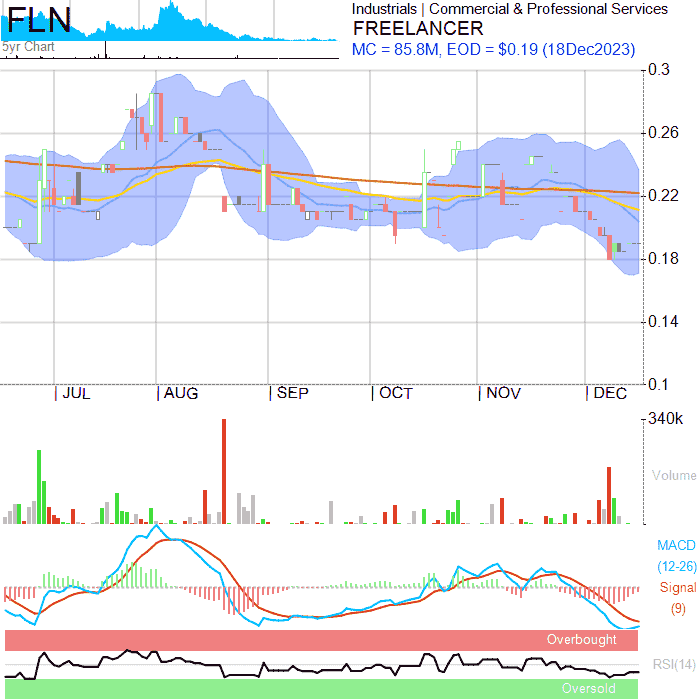 FLN
5yr Chart
Industrials | Commercial & Professional Services
FREELANCER
MC = 85.8M, EOD = $0.19 (18Dec2023)
0.3
0.26
0.22
0.18
0.14
0.1
JUL AUG SEP OCT NOV DEC
340k
Volume
MACD
(12-26)
Signal
(9)
Overbought
RSI(14)
Oversold